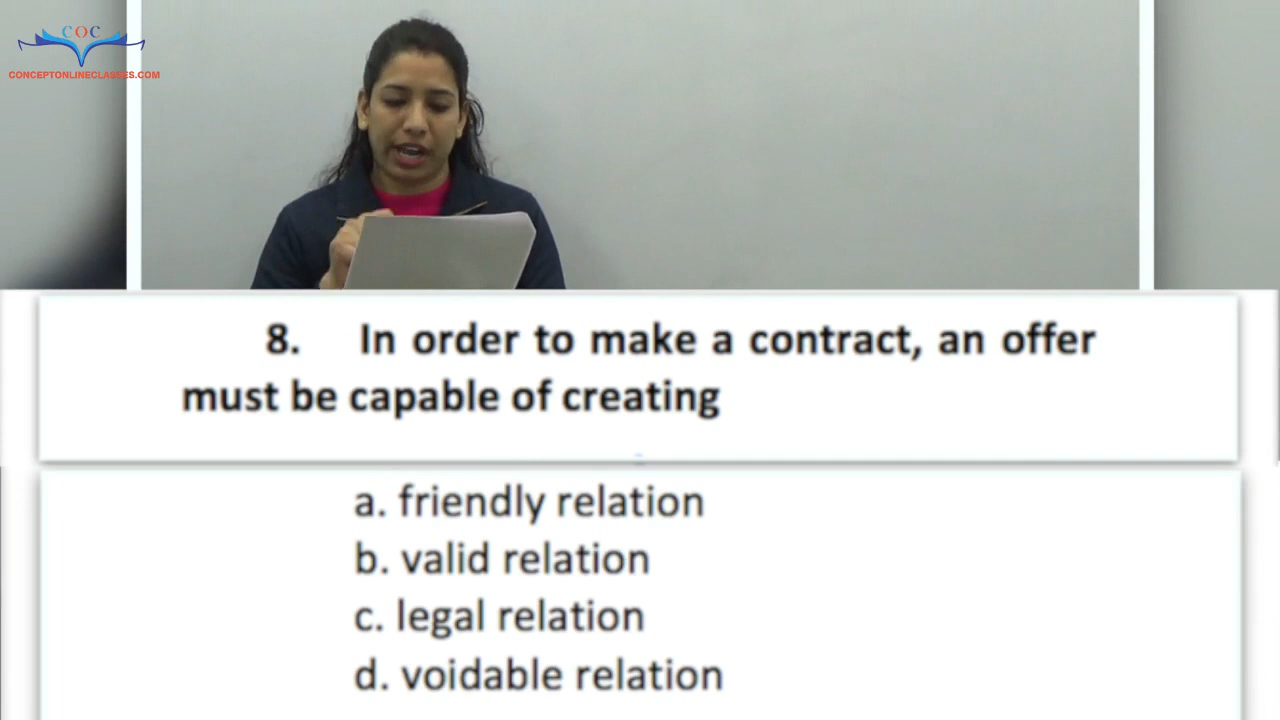 COC
CONCEPTONLINECLASSES.COM
8. In order to make a contract, an offer
must be capable of creating
a. friendly relation
b. valid relation
c. legal relation
d. voidable relation